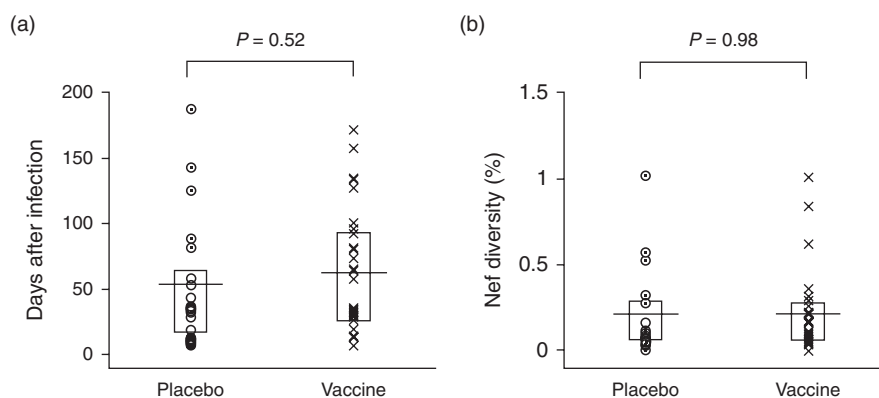 (a)
P = 0.52
200
150
100
50
0
Days after infection
Placebo Vaccine
(b)
P = 0.98
1.5
1
0.5
0
Nef diversity (%)
Placebo Vaccine